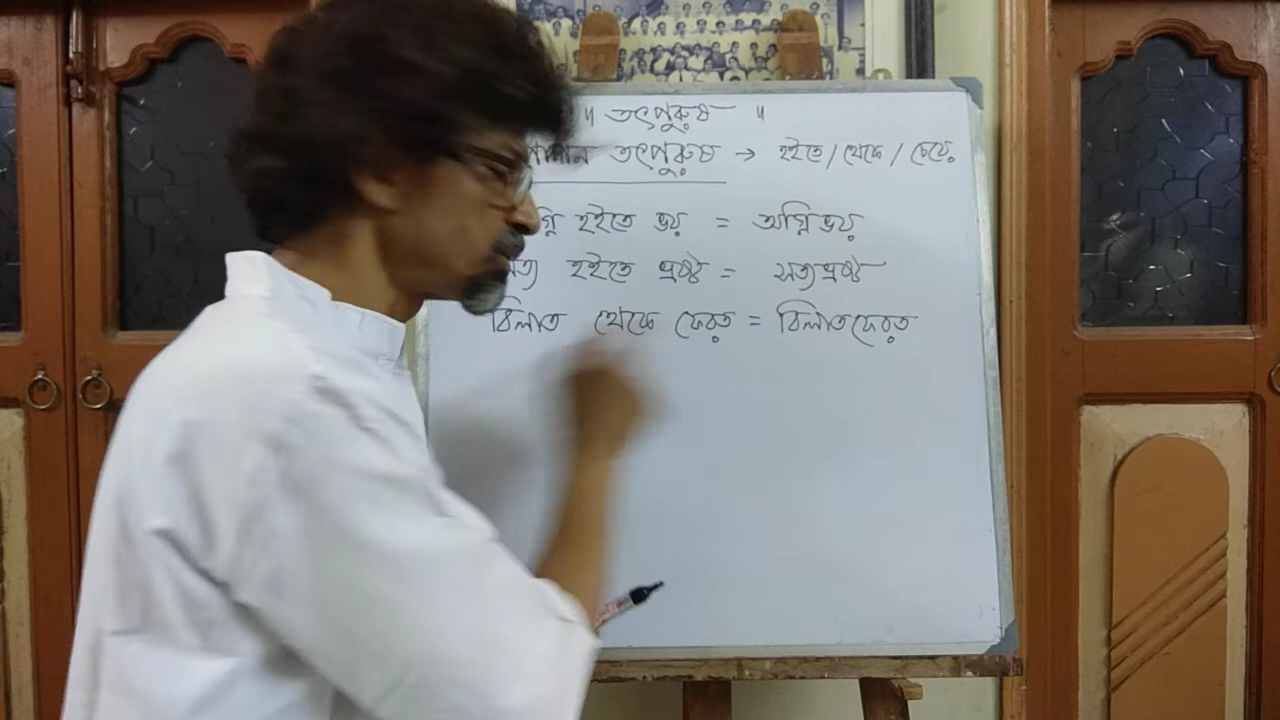 " তৎপুরুষ "
তৎপুরুষ → হইতে / থেকে / চেয়ে
হইতে ভয় = অগ্নিভয়
হইতে ভ্রষ্ট = সত্যভ্রষ্ট
বিলাত থেকে ফেরত = বিলাতফেরত